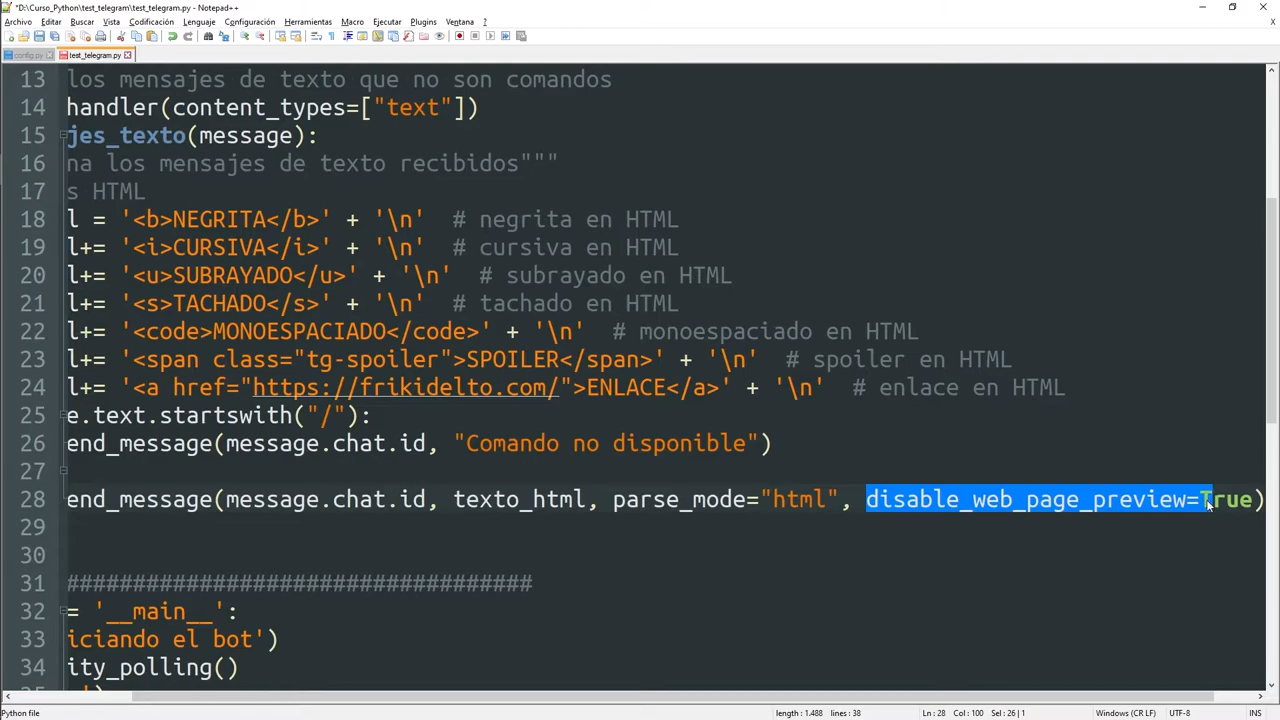 *D:\Curso_Python\test_telegram\test_telegram.py - Notepad++
Archivo Editar Buscar Vista Codificación Lenguaje Configuración Herramientas Macro Ejecutar Plugins Ventana ?
config.py test_telegram.py
13 los mensajes de texto que no son comandos
14 handler(content_types=["text"])
15 jes_texto(message):
16 na los mensajes de texto recibidos"""
17 s HTML
18 l = '<b>NEGRITA</b>' + '\n' # negrita en HTML
19 l+= '<i>CURSIVA</i>' + '\n' # cursiva en HTML
20 l+= '<u>SUBRAYADO</u>' + '\n' # subrayado en HTML
21 l+= '<s>TACHADO</s>' + '\n' # tachado en HTML
22 l+= '<code>MONOESPACIADO</code>' + '\n' # monoespaciado en HTML
23 l+= '<span class="tg-spoiler">SPOILER</span>' + '\n' # spoiler en HTML
24 l+= '<a href="https://frikidelto.com/">ENLACE</a>' + '\n' # enlace en HTML
25 e.text.startswith("/"):
26 end_message(message.chat.id, "Comando no disponible")
27
28 end_message(message.chat.id, texto_html, parse_mode="html", disable_web_page_preview=True)
29
30
31 ###################################
32 = '__main__':
33 iciando el bot')
34 ity_polling()
Python file length : 1.488 lines : 38 Ln : 28 Col : 100 Sel : 26 | 1 Windows (CR LF) UTF-8 INS